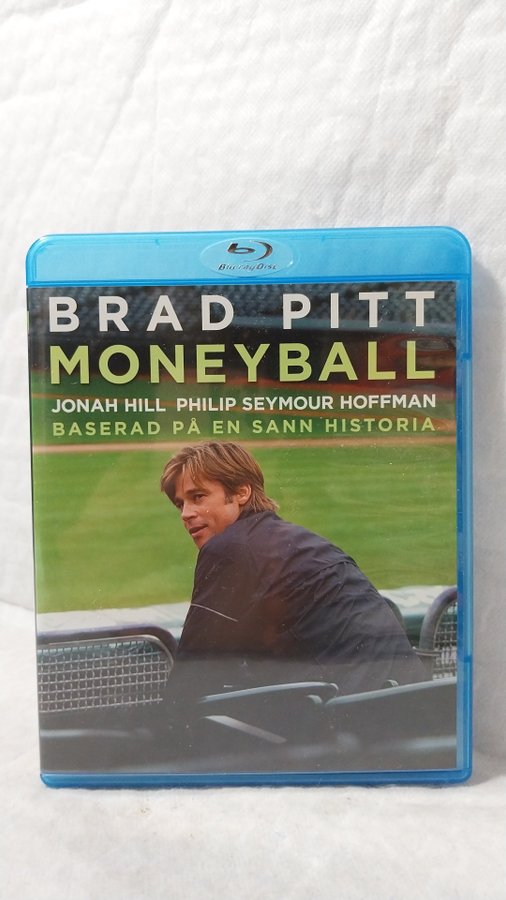 Blu-ray Disc
BRAD PITT
MONEYBALL
JONAH HILL PHILIP SEYMOUR HOFFMAN
BASERAD PÅ EN SANN HISTORIA